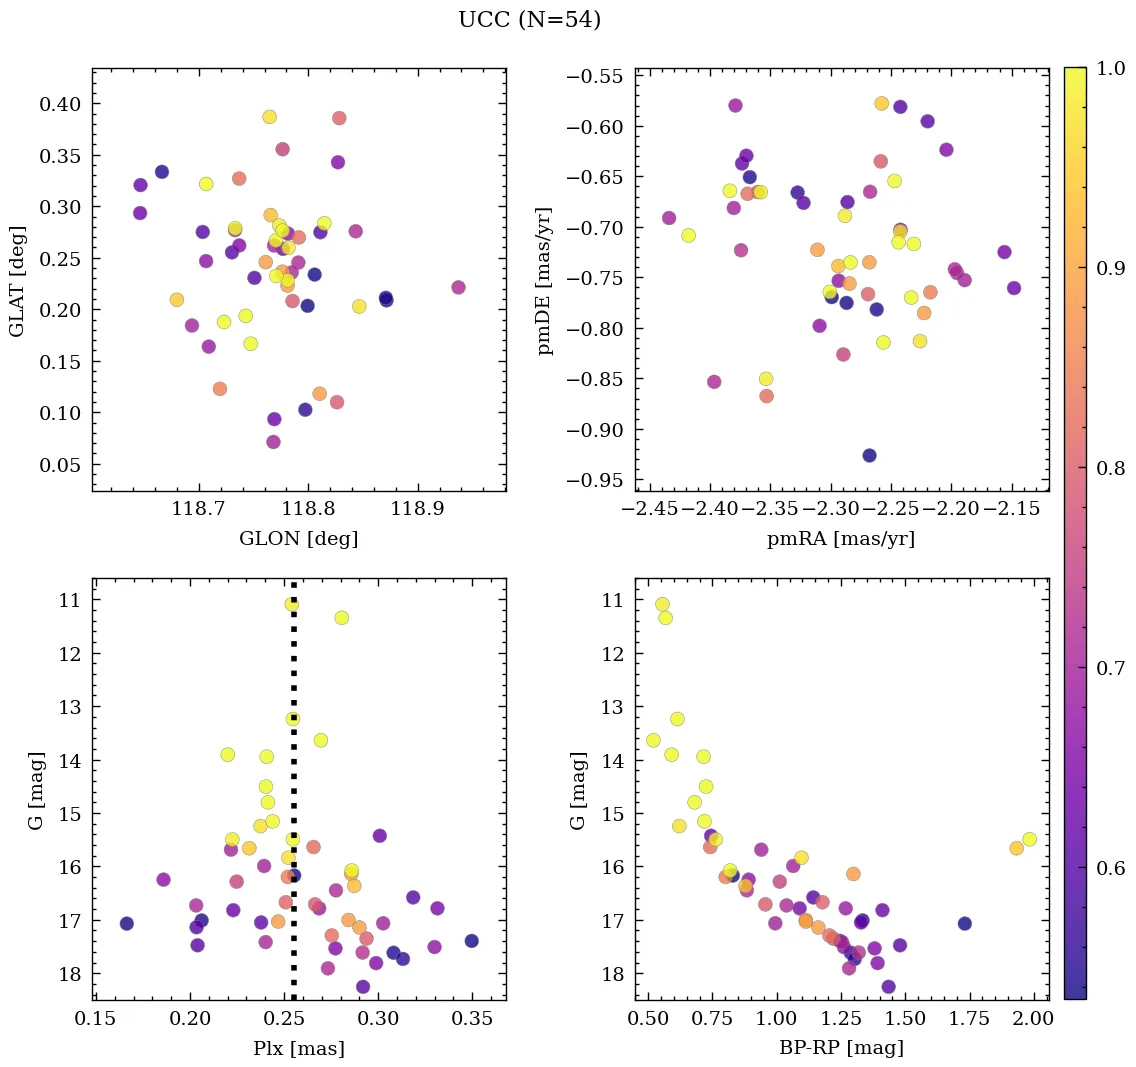 UCC (N=54)
0.40
0.35
0.30
0.25
0.20
0.15
0.10
0.05
GLAT [deg]
118.7 118.8 118.9
GLON [deg]
−0.55
−0.60
−0.65
−0.70
−0.75
−0.80
−0.85
−0.90
−0.95
pmDE [mas/yr]
−2.45 −2.40 −2.35 −2.30 −2.25 −2.20 −2.15
pmRA [mas/yr]
11
12
13
14
15
16
17
18
G [mag]
0.15 0.20 0.25 0.30 0.35
Plx [mas]
11
12
13
14
15
16
17
18
G [mag]
0.50 0.75 1.00 1.25 1.50 1.75 2.00
BP-RP [mag]
1.0
0.9
0.8
0.7
0.6